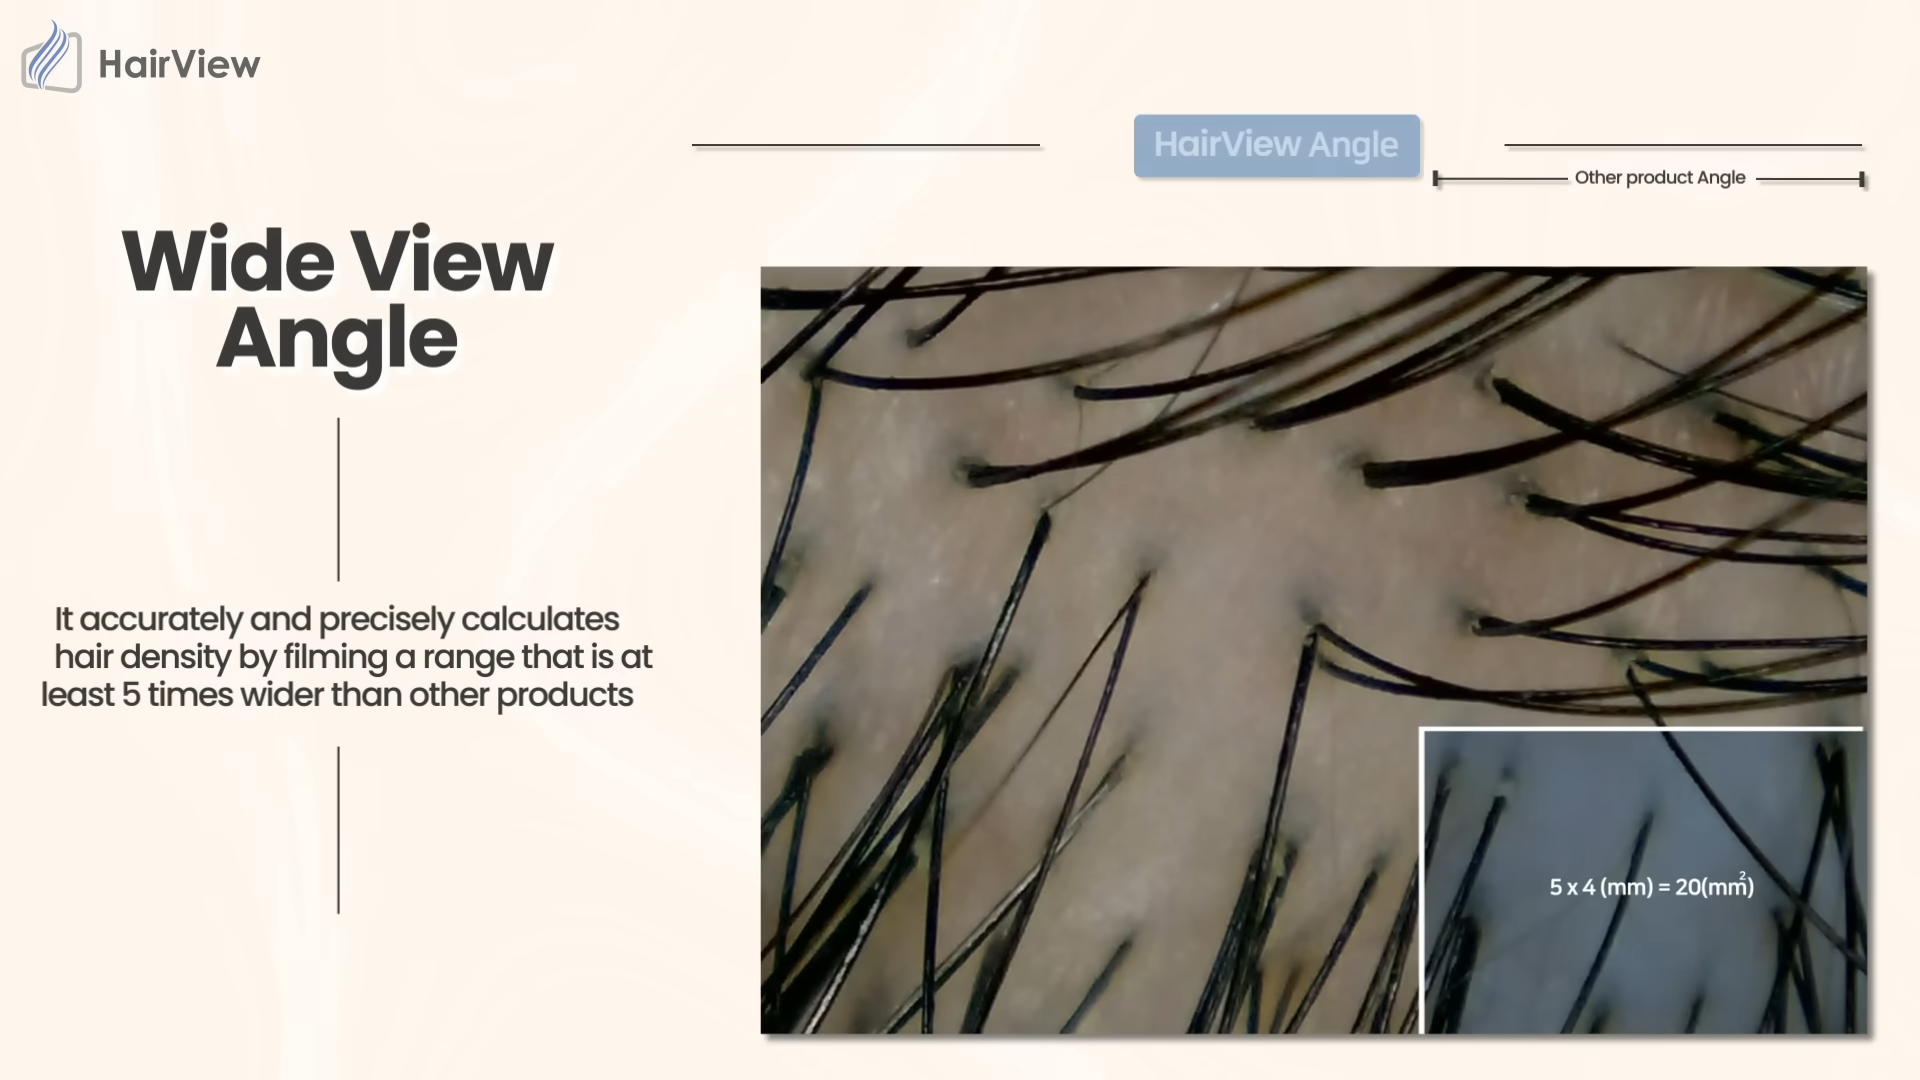 HairView
HairView Angle
Other product Angle
Wide View
Angle
It accurately and precisely calculates
hair density by filming a range that is at
least 5 times wider than other products
5 x 4 (mm) = 20(mm²)